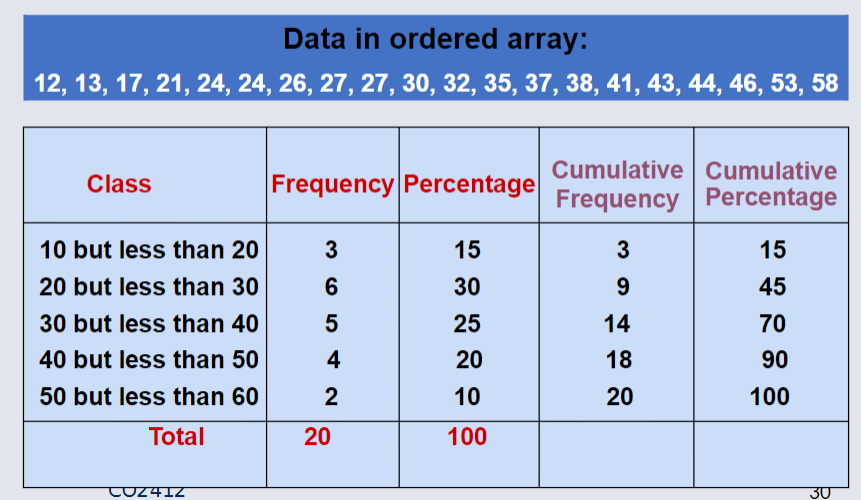 Data in ordered array:
12, 13, 17, 21, 24, 24, 26, 27, 27, 30, 32, 35, 37, 38, 41, 43, 44, 46, 53, 58
Class Frequency Percentage Cumulative Frequency Cumulative Percentage
10 but less than 20 3 15 3 15
20 but less than 30 6 30 9 45
30 but less than 40 5 25 14 70
40 but less than 50 4 20 18 90
50 but less than 60 2 10 20 100
Total 20 100
CO2412 30